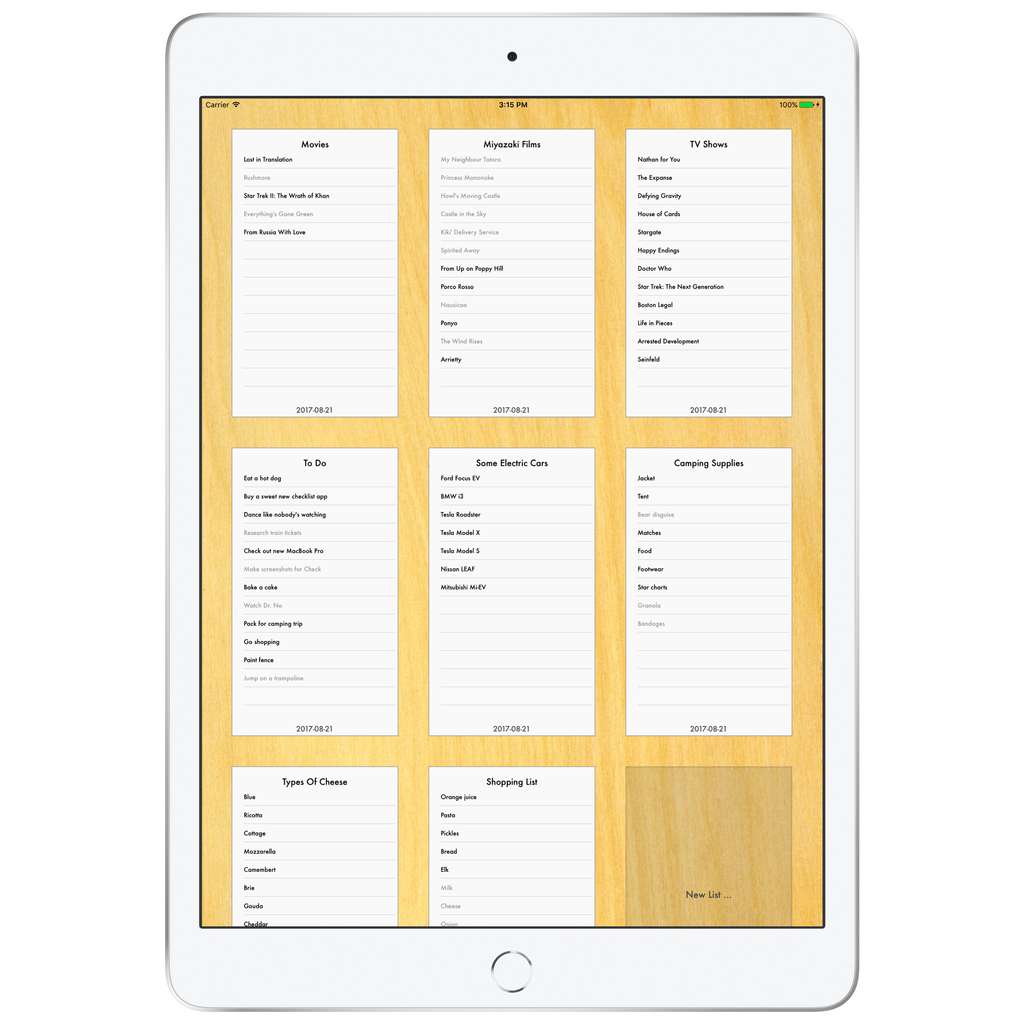 Carrier
3:15 PM
100%
Movies
Lost in Translation
Rushmore
Star Trek II: The Wrath of Khan
Everything's Gone Green
From Russia With Love
2017-08-21
Miyazaki Films
My Neighbour Totoro
Princess Mononoke
Howl's Moving Castle
Castle in the Sky
Kiki' Delivery Service
Spirited Away
From Up on Poppy Hill
Porco Rosso
Nausicaa
Ponyo
The Wind Rises
Arrietty
2017-08-21
TV Shows
Nathan for You
The Expanse
Defying Gravity
House of Cards
Stargate
Happy Endings
Doctor Who
Star Trek: The Next Generation
Boston Legal
Life in Pieces
Arrested Development
Seinfeld
2017-08-21
To Do
Eat a hot dog
Buy a sweet new checklist app
Dance like nobody's watching
Research train tickets
Check out new MacBook Pro
Make screenshots for Check
Bake a cake
Watch Dr. No
Pack for camping trip
Go shopping
Paint fence
Jump on a trampoline
2017-08-21
Some Electric Cars
Ford Focus EV
BMW i3
Tesla Roadster
Tesla Model X
Tesla Model S
Nissan LEAF
Mitsubishi Mi-EV
2017-08-21
Camping Supplies
Jacket
Tent
Bear disguise
Matches
Food
Footwear
Star charts
Granola
Bandages
2017-08-21
Types Of Cheese
Blue
Ricotta
Cottage
Mozzarella
Camembert
Brie
Gouda
Cheddar
Shopping List
Orange juice
Pasta
Pickles
Bread
Elk
Milk
Cheese
Onion
New List ...